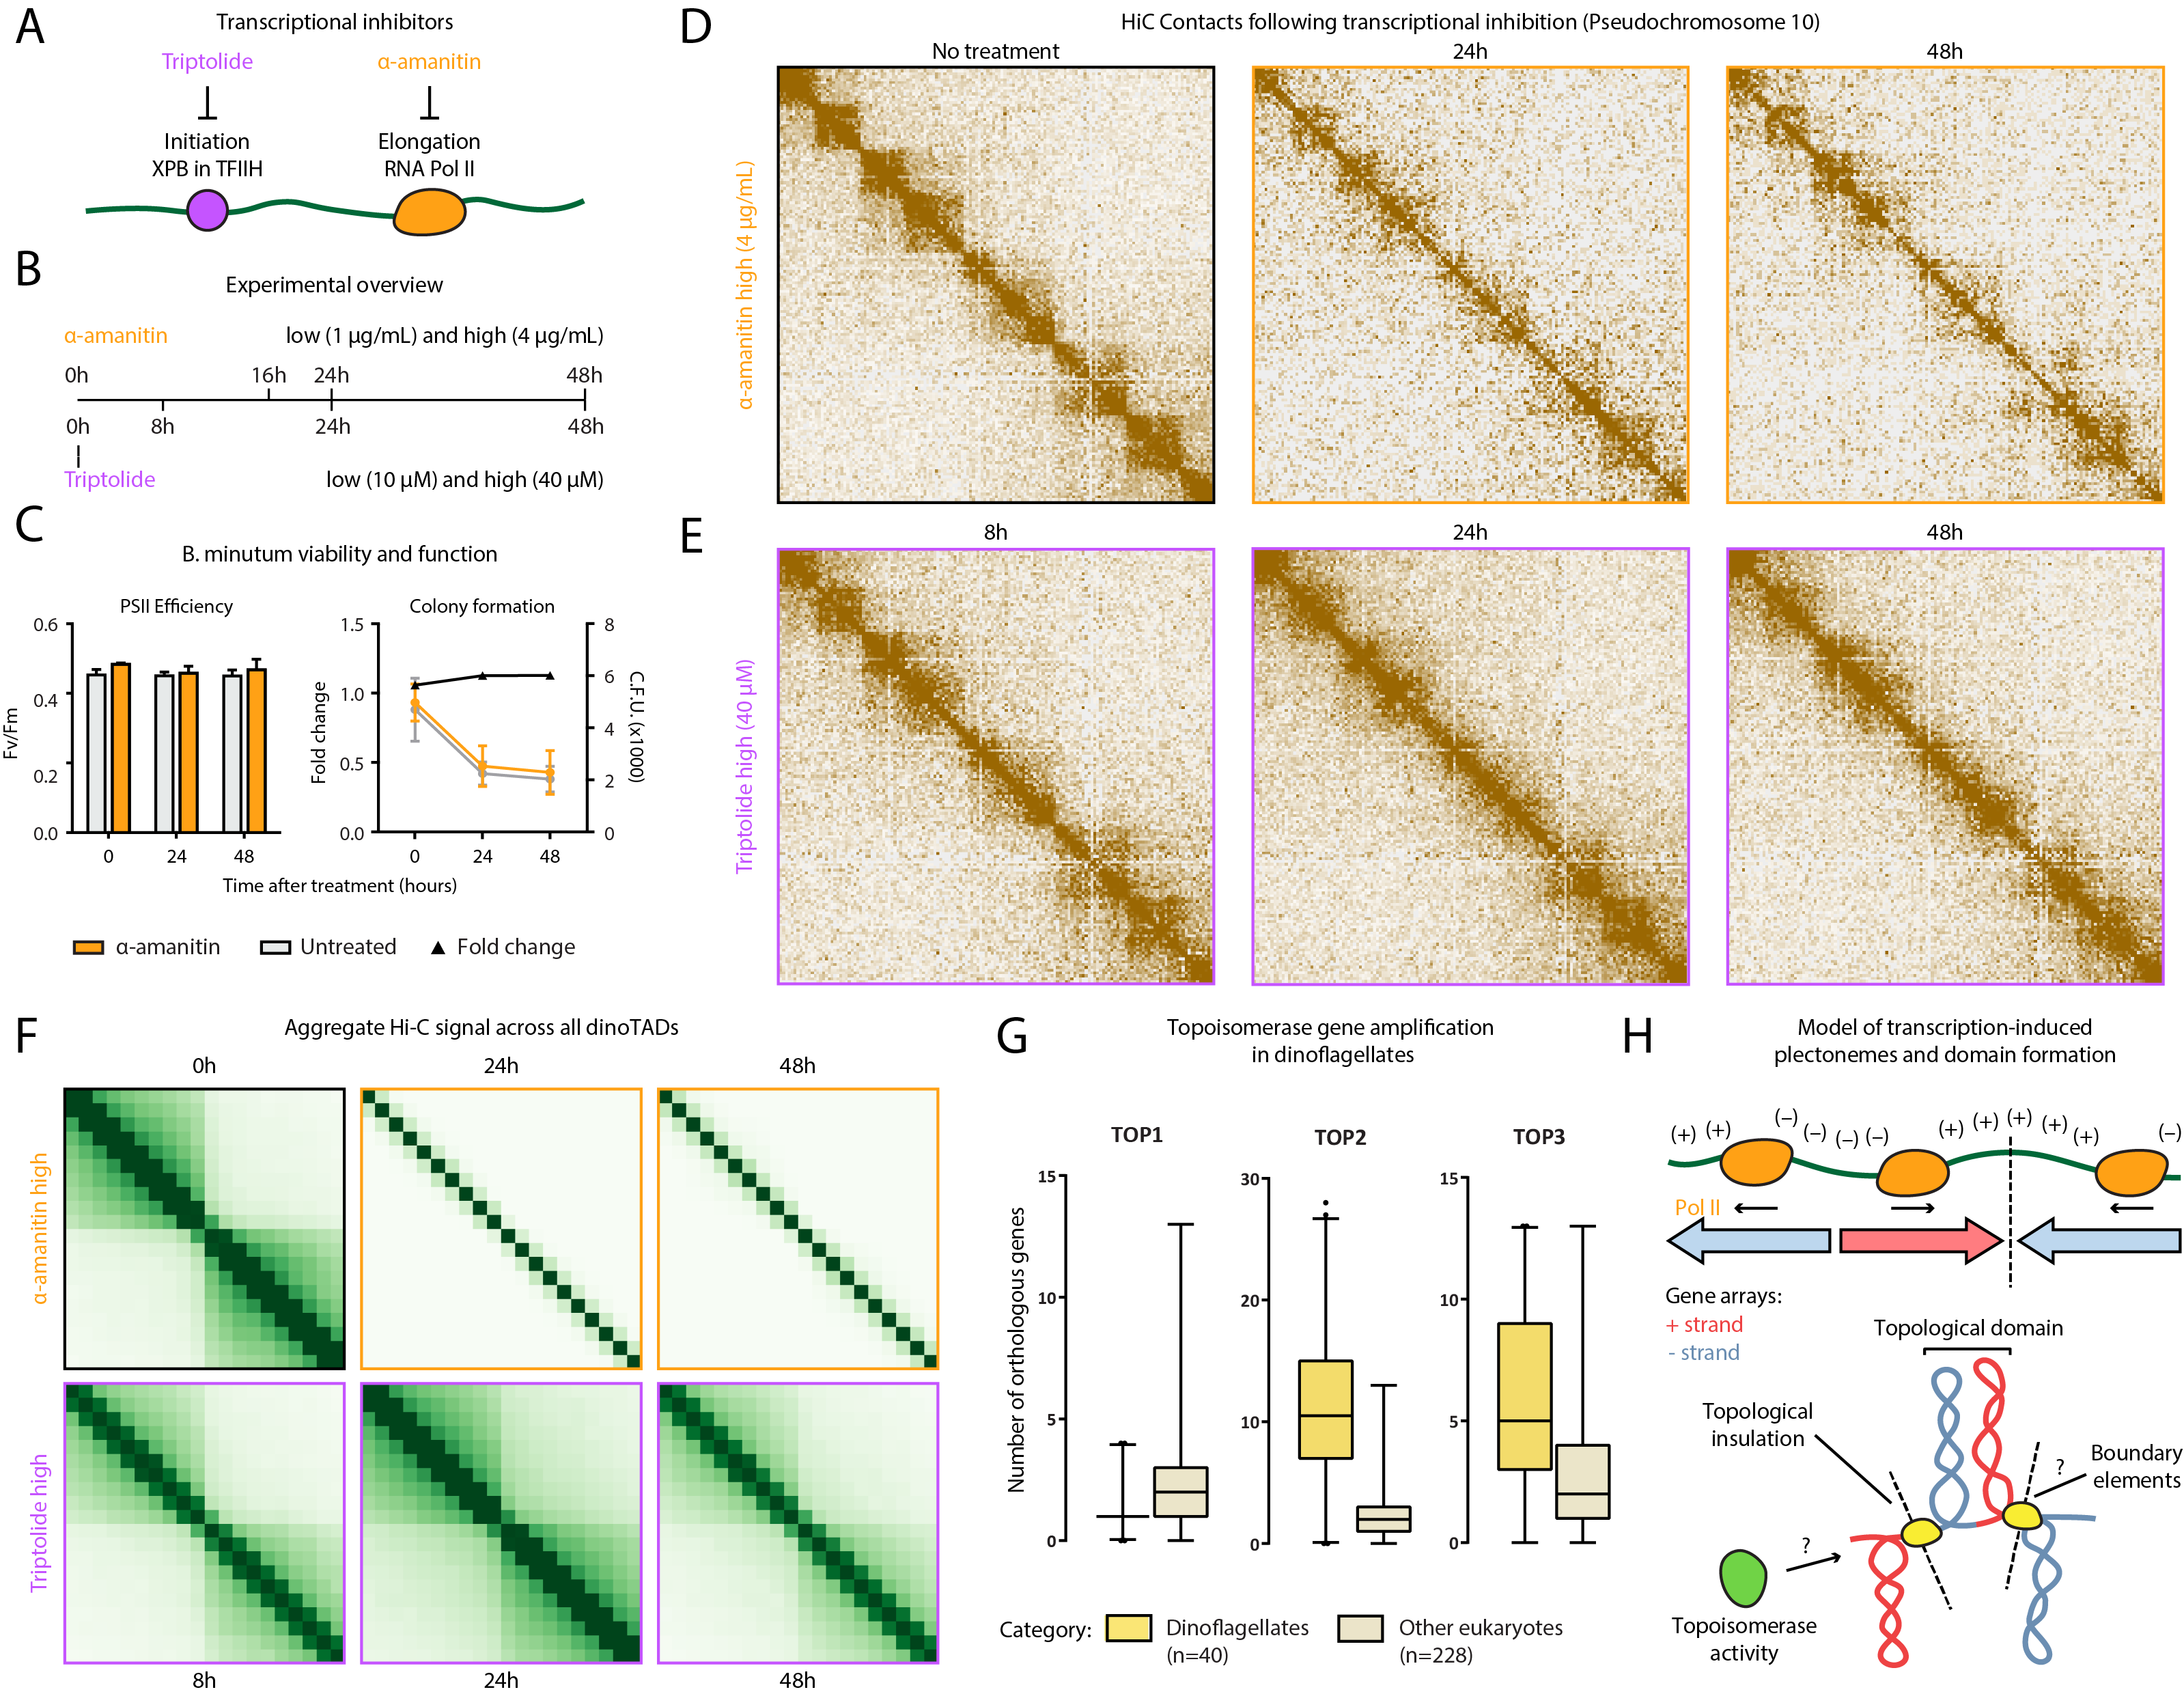 A
Transcriptional inhibitors
Triptolide
α-amanitin
Initiation
XPB in TFIIH
Elongation
RNA Pol II
B
Experimental overview
α-amanitin
low (1 µg/mL) and high (4 µg/mL)
0h 16h 24h 48h
0h 8h 24h 48h
Triptolide
low (10 µM) and high (40 µM)
C
B. minutum viability and function
PSII Efficiency
Fv/Fm
0.6
0.4
0.2
0.0
0 24 48
Colony formation
Fold change
1.5
1.0
0.5
0.0
C.F.U. (x1000)
8
6
4
2
0
0 24 48
Time after treatment (hours)
α-amanitin
Untreated
Fold change
D
HiC Contacts following transcriptional inhibition (Pseudochromosome 10)
No treatment
24h
48h
α-amanitin high (4 µg/mL)
E
8h
24h
48h
Triptolide high (40 µM)
F
Aggregate Hi-C signal across all dinoTADs
0h
24h
48h
α-amanitin high
Triptolide high
8h
24h
48h
G
Topoisomerase gene amplification
in dinoflagellates
Number of orthologous genes
TOP1
15
10
5
0
TOP2
30
20
10
0
TOP3
15
10
5
0
Category:
Dinoflagellates
(n=40)
Other eukaryotes
(n=228)
H
Model of transcription-induced
plectonemes and domain formation
(+) (+) (–) (–) (–) (–) (+) (+) (+) (+) (+) (–)
Pol II
Gene arrays:
+ strand
- strand
Topological domain
Topological
insulation
Boundary
elements
?
?
Topoisomerase
activity